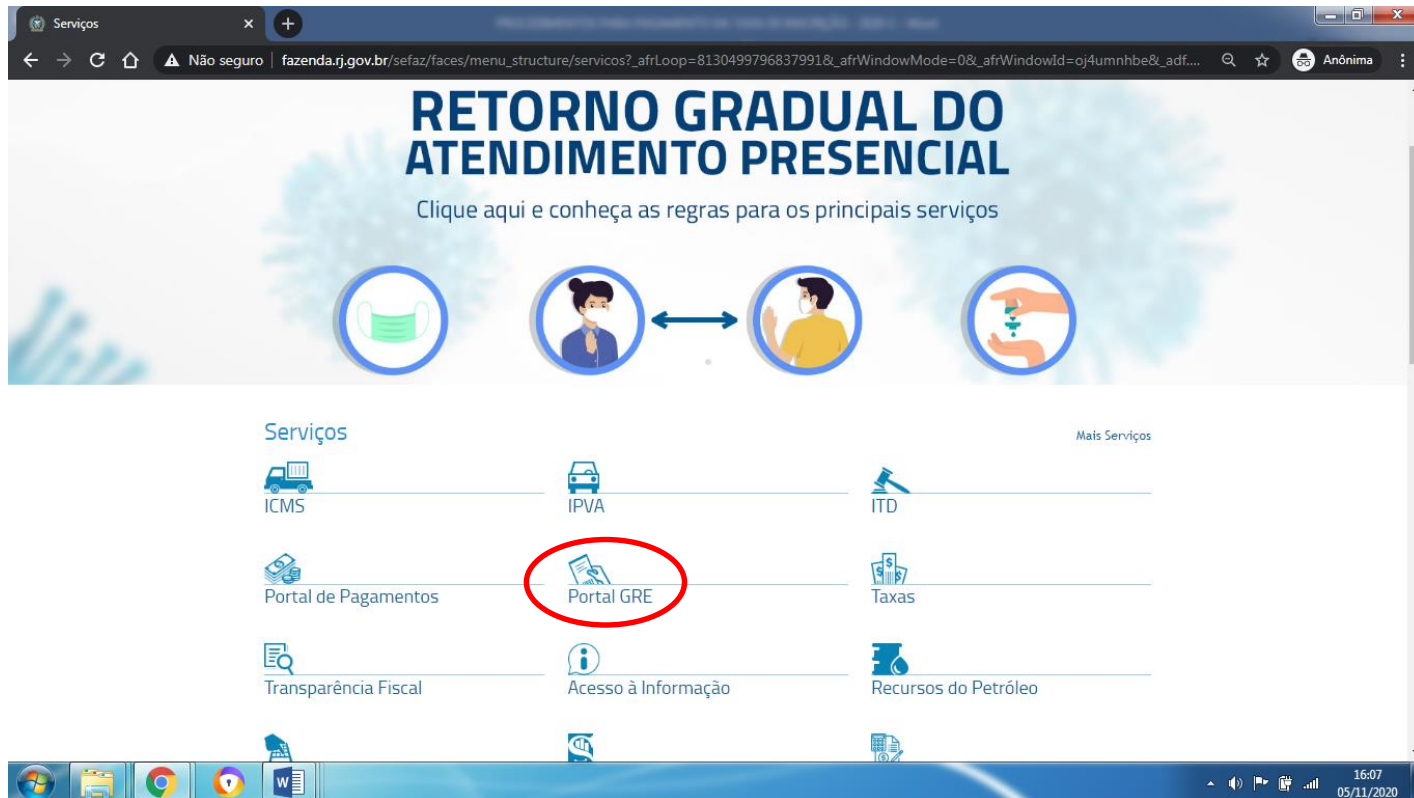 Serviços
Não seguro
fazenda.rj.gov.br/sefaz/faces/menu_structure/servicos?_afrLoop=81304997968379918&_afrWindowMode=0&_afrWindowId=oj4umnhbe&_adf....
Anônima
RETORNO GRADUAL DO
ATENDIMENTO PRESENCIAL
Clique aqui e conheça as regras para os principais serviços
Serviços
Mais Serviços
ICMS
IPVA
ITD
Portal de Pagamentos
Portal GRE
Taxas
Transparência Fiscal
Acesso à Informação
Recursos do Petróleo
16:07
05/11/2020